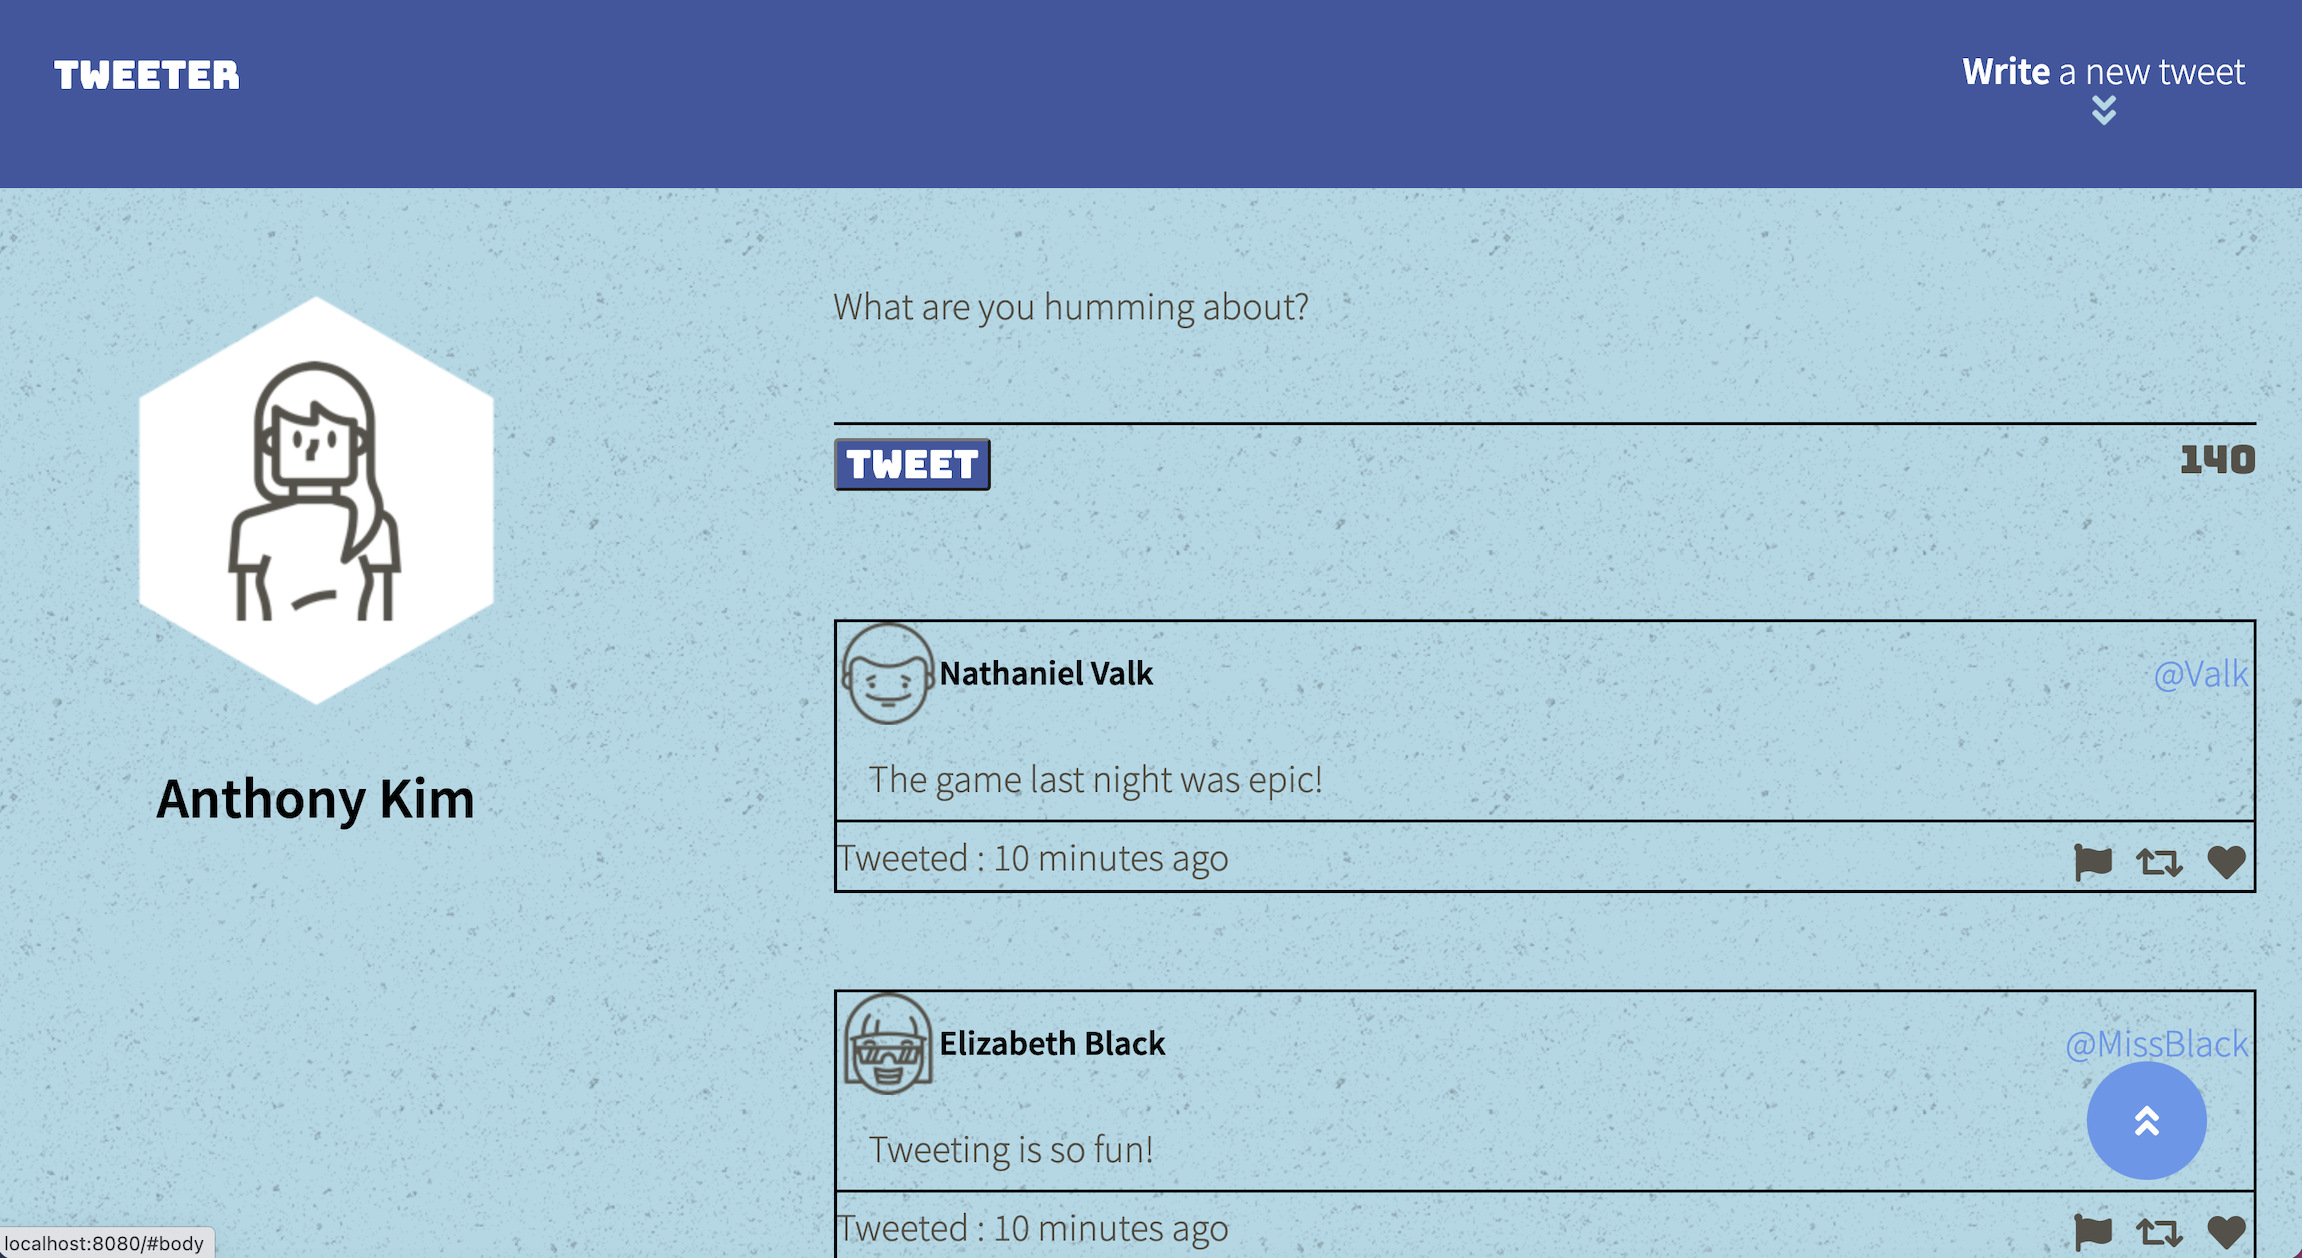 TWEETER
Write a new tweet
What are you humming about?
TWEET
140
Anthony Kim
Nathaniel Valk
@Valk
The game last night was epic!
Tweeted : 10 minutes ago
Elizabeth Black
@MissBlack
Tweeting is so fun!
Tweeted : 10 minutes ago
localhost:8080/#body